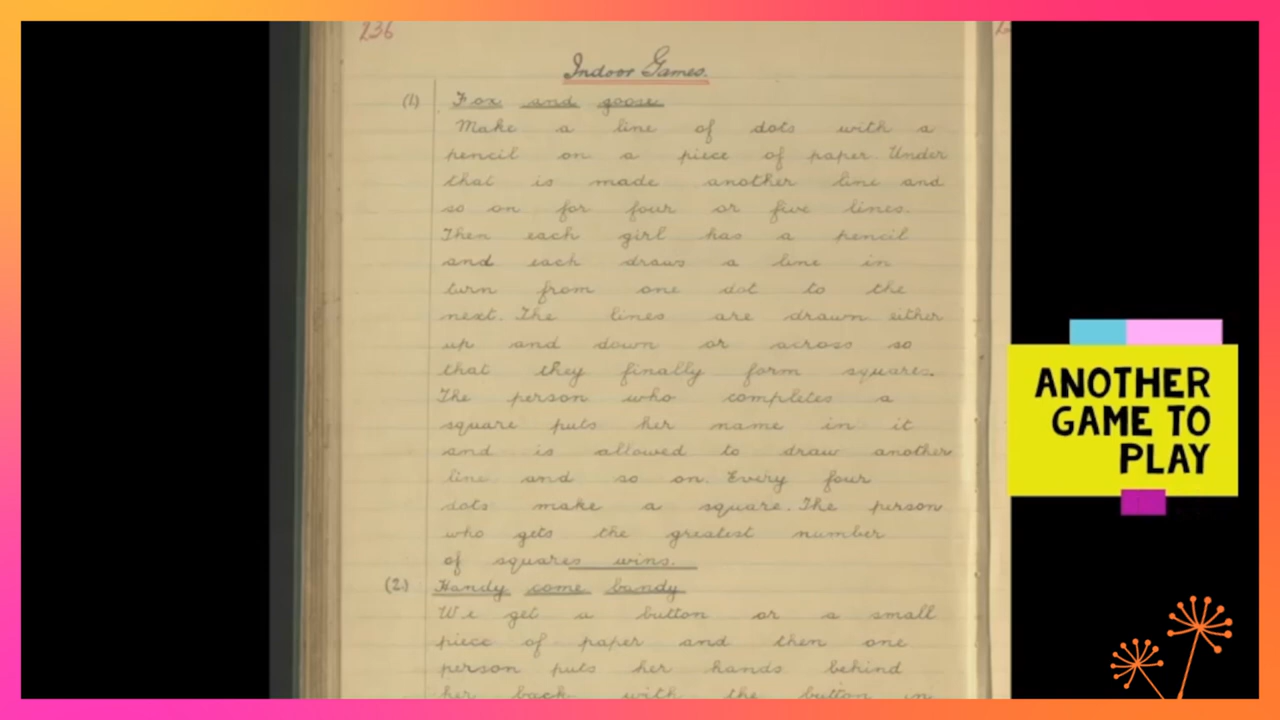 236
Indoor Games.
(1) Fox and goose
Make a line of dots with a
pencil on a piece of paper. Under
that is made another line and
so on for four or five lines.
Then each girl has a pencil
and each draws a line in
turn from one dot to the
next. The lines are drawn either
up and down or across so
that they finally form squares.
The person who completes a
square puts her name in it
and is allowed to draw another
line and so on. Every four
dots make a square. The person
who gets the greatest number
of squares wins.
(2.) Handy come bandy
We get a button or a small
piece of paper and then one
person puts her hands behind
her back with the button in
ANOTHER
GAME TO
PLAY